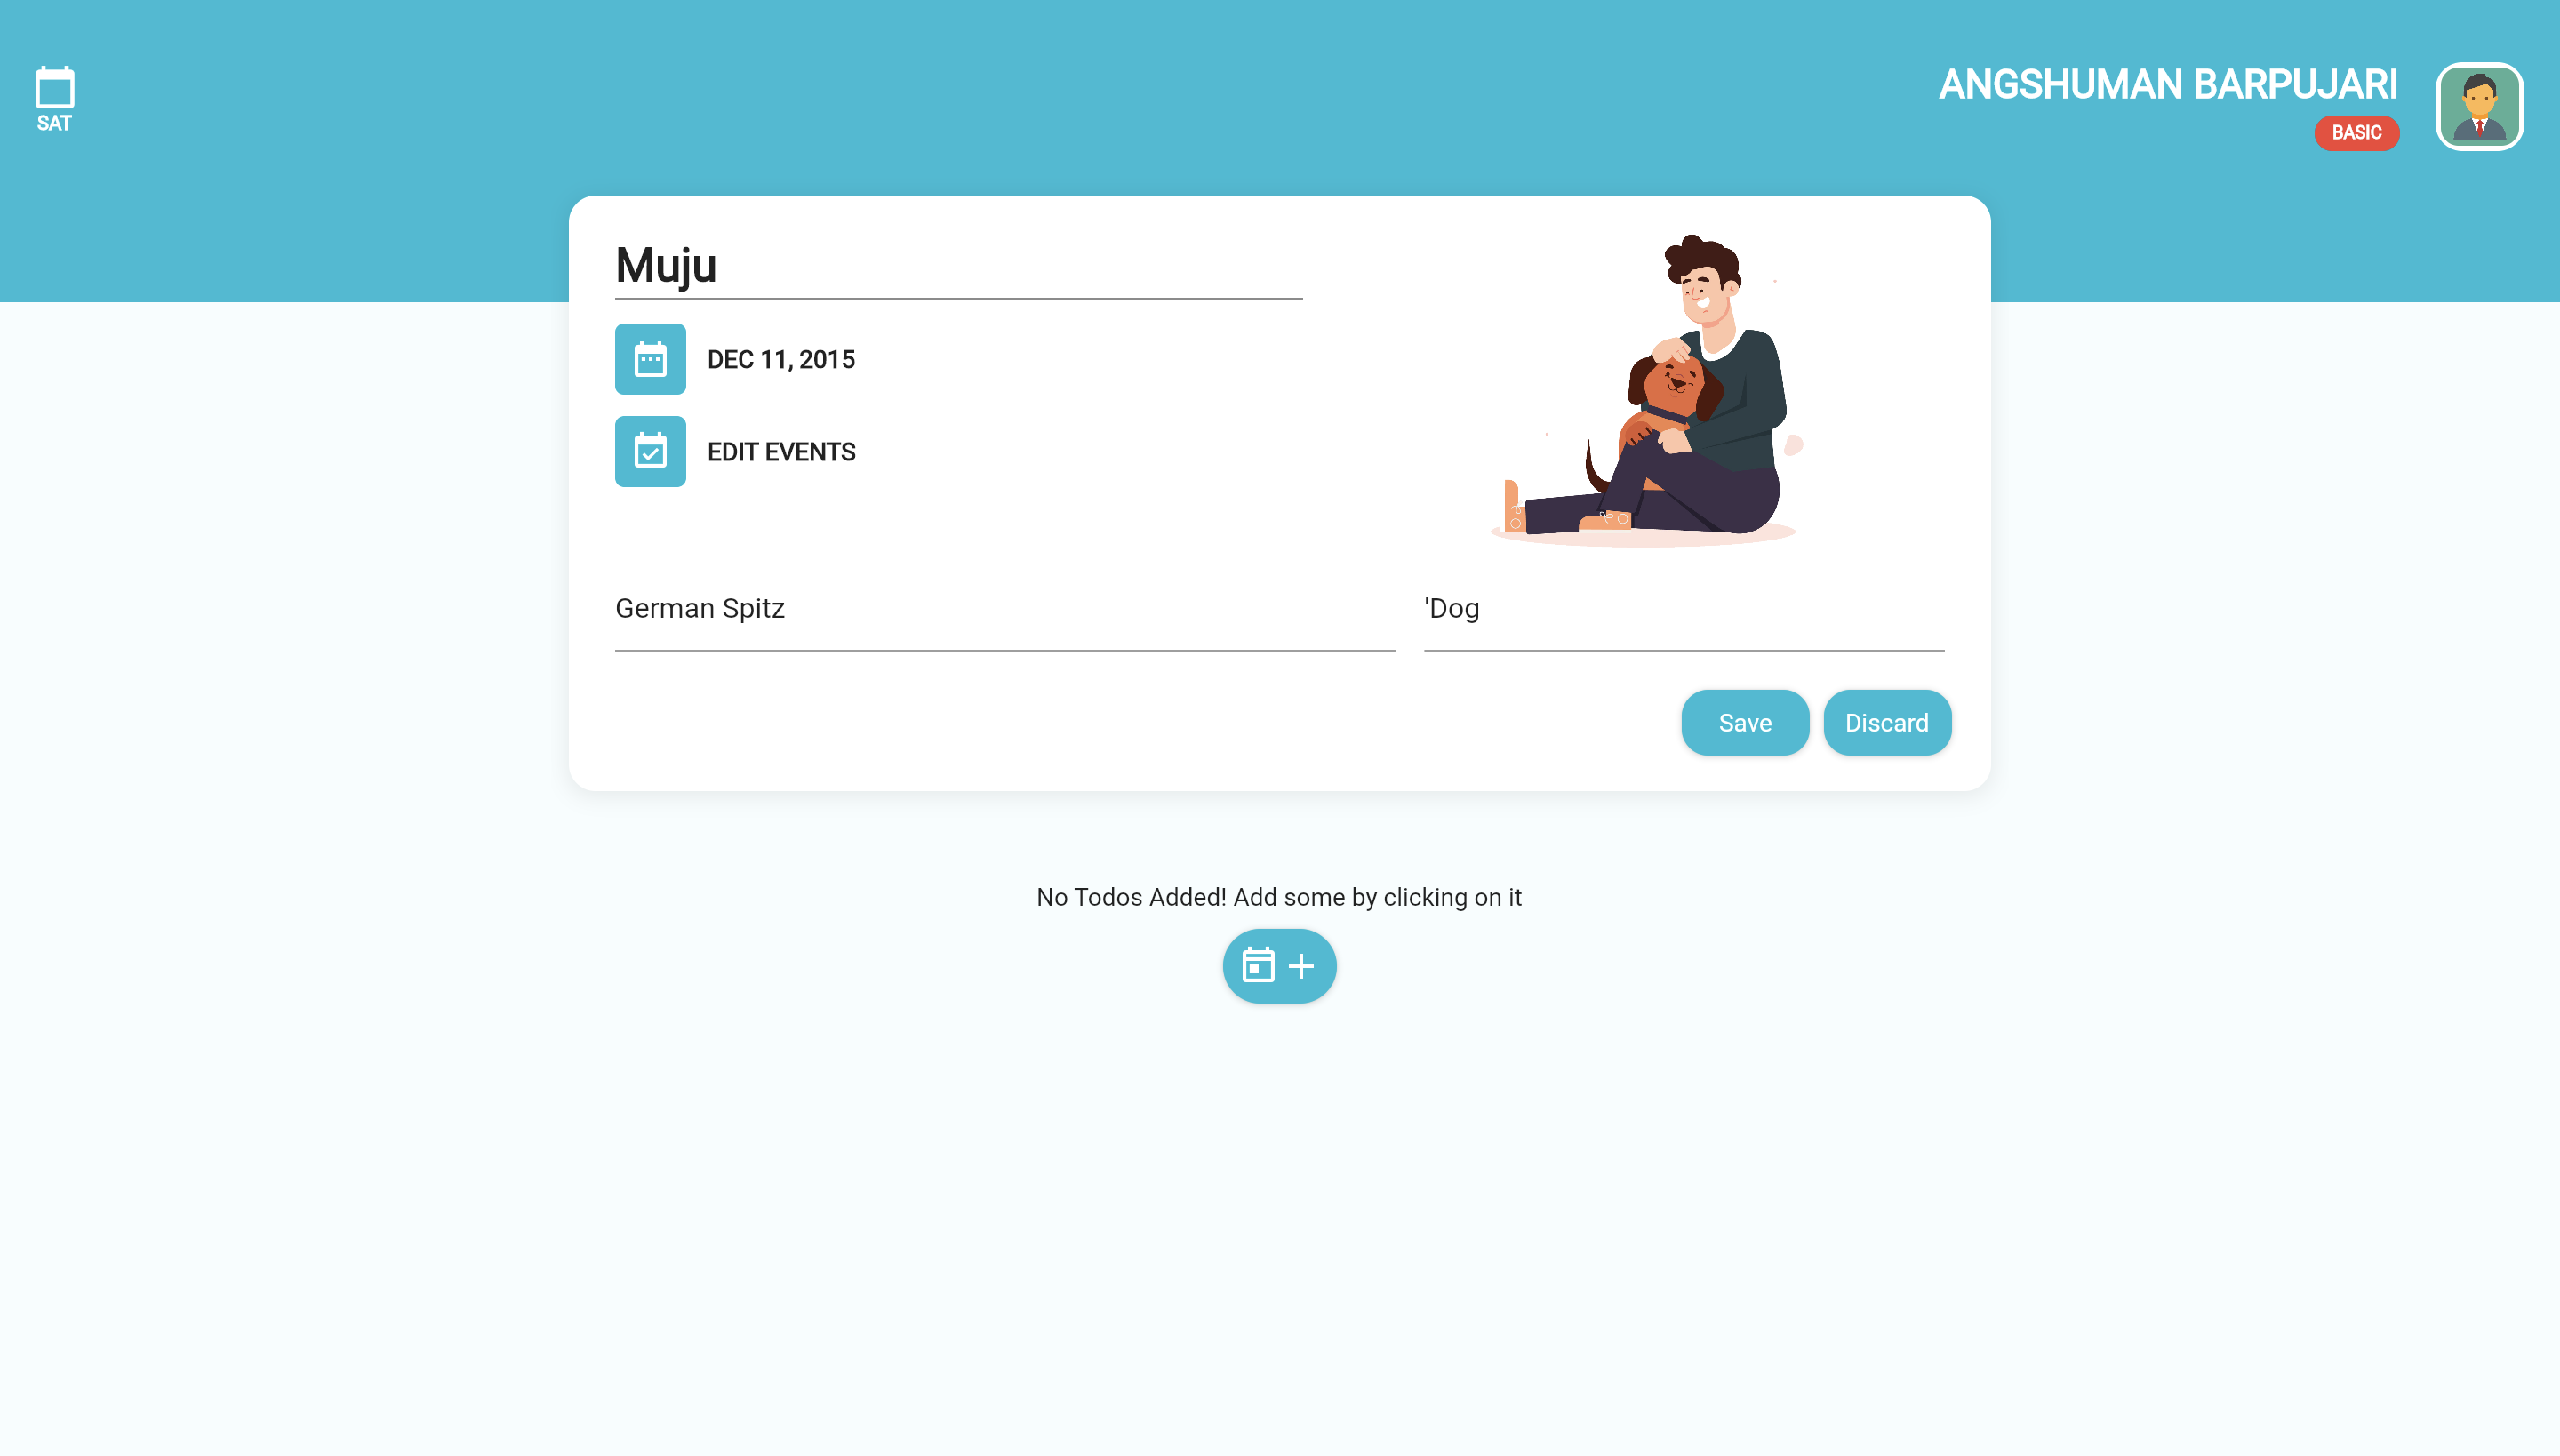 SAT
ANGSHUMAN BARPUJARI
BASIC
Muju
DEC 11, 2015
EDIT EVENTS
German Spitz
'Dog
Save
Discard
No Todos Added! Add some by clicking on it